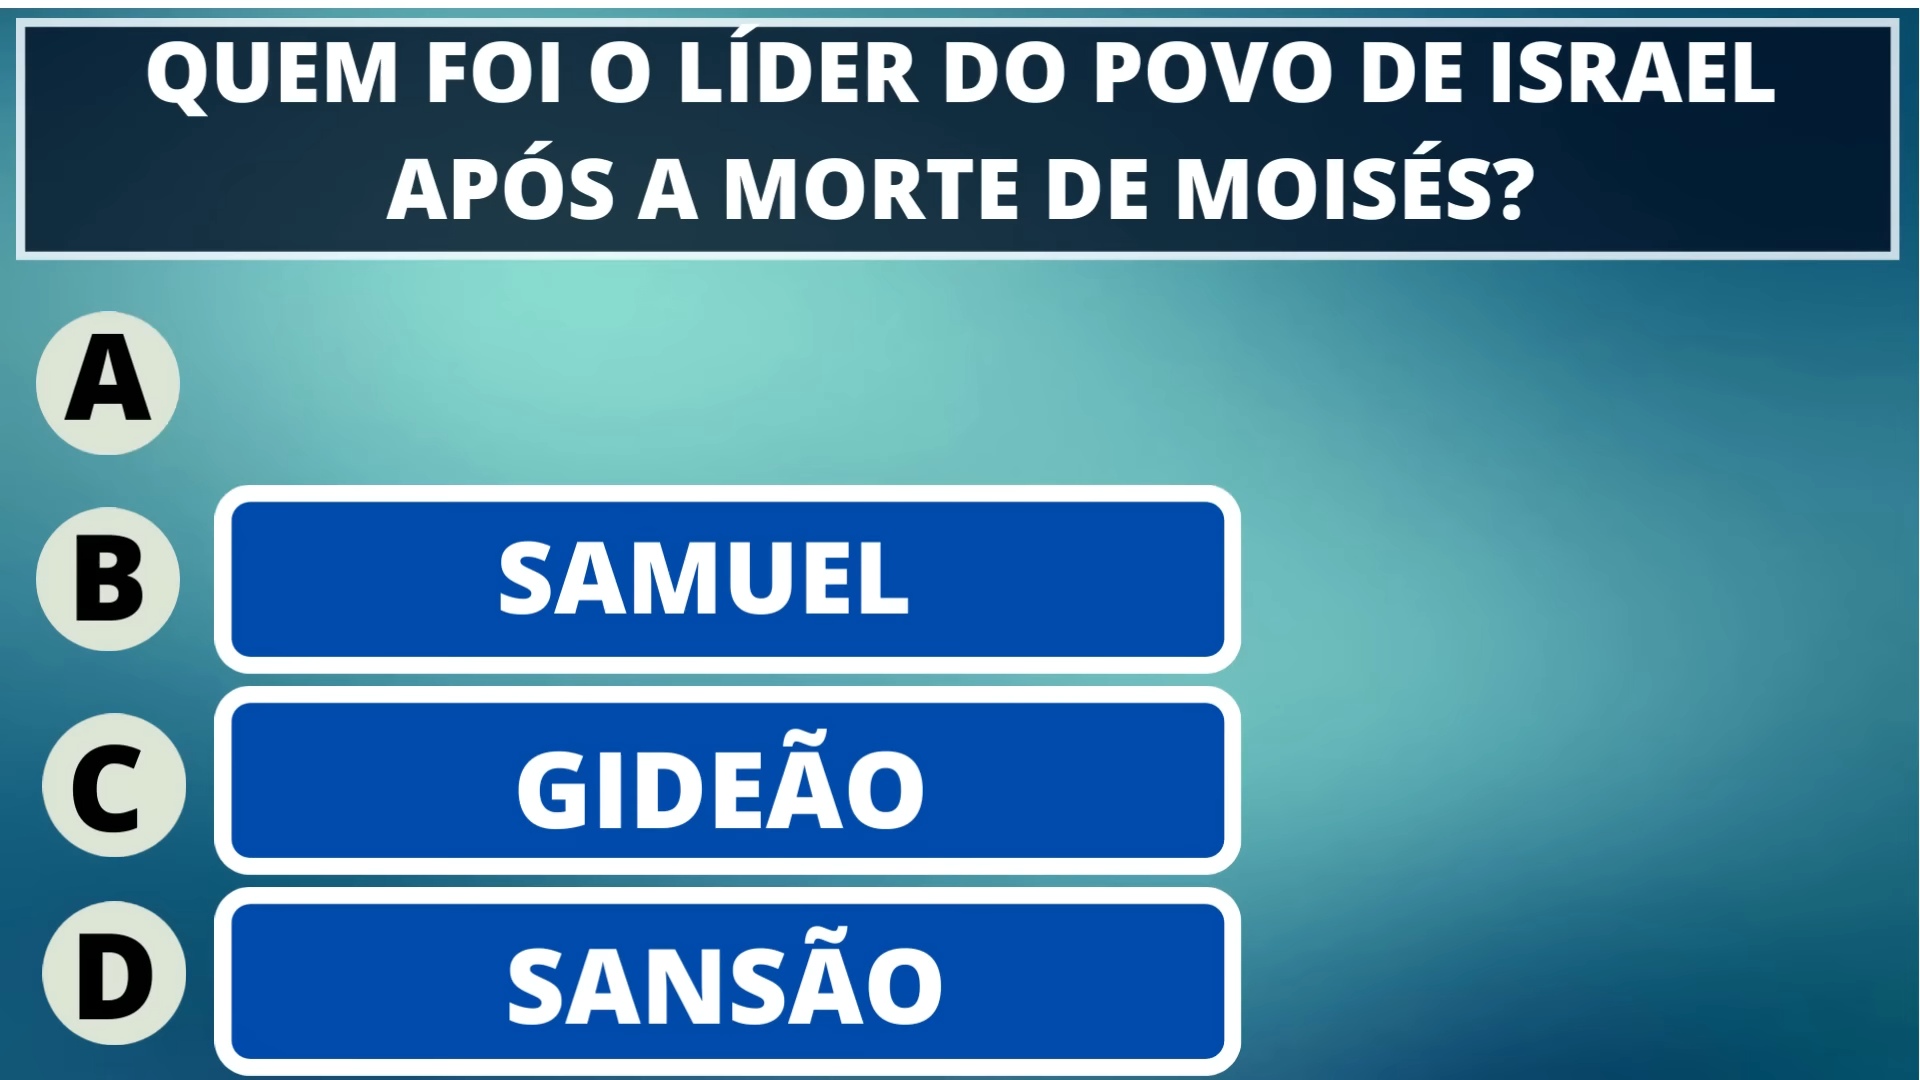 QUEM FOI O LÍDER DO POVO DE ISRAEL
APÓS A MORTE DE MOISÉS?
A
B
SAMUEL
C
GIDEÃO
D
SANSÃO